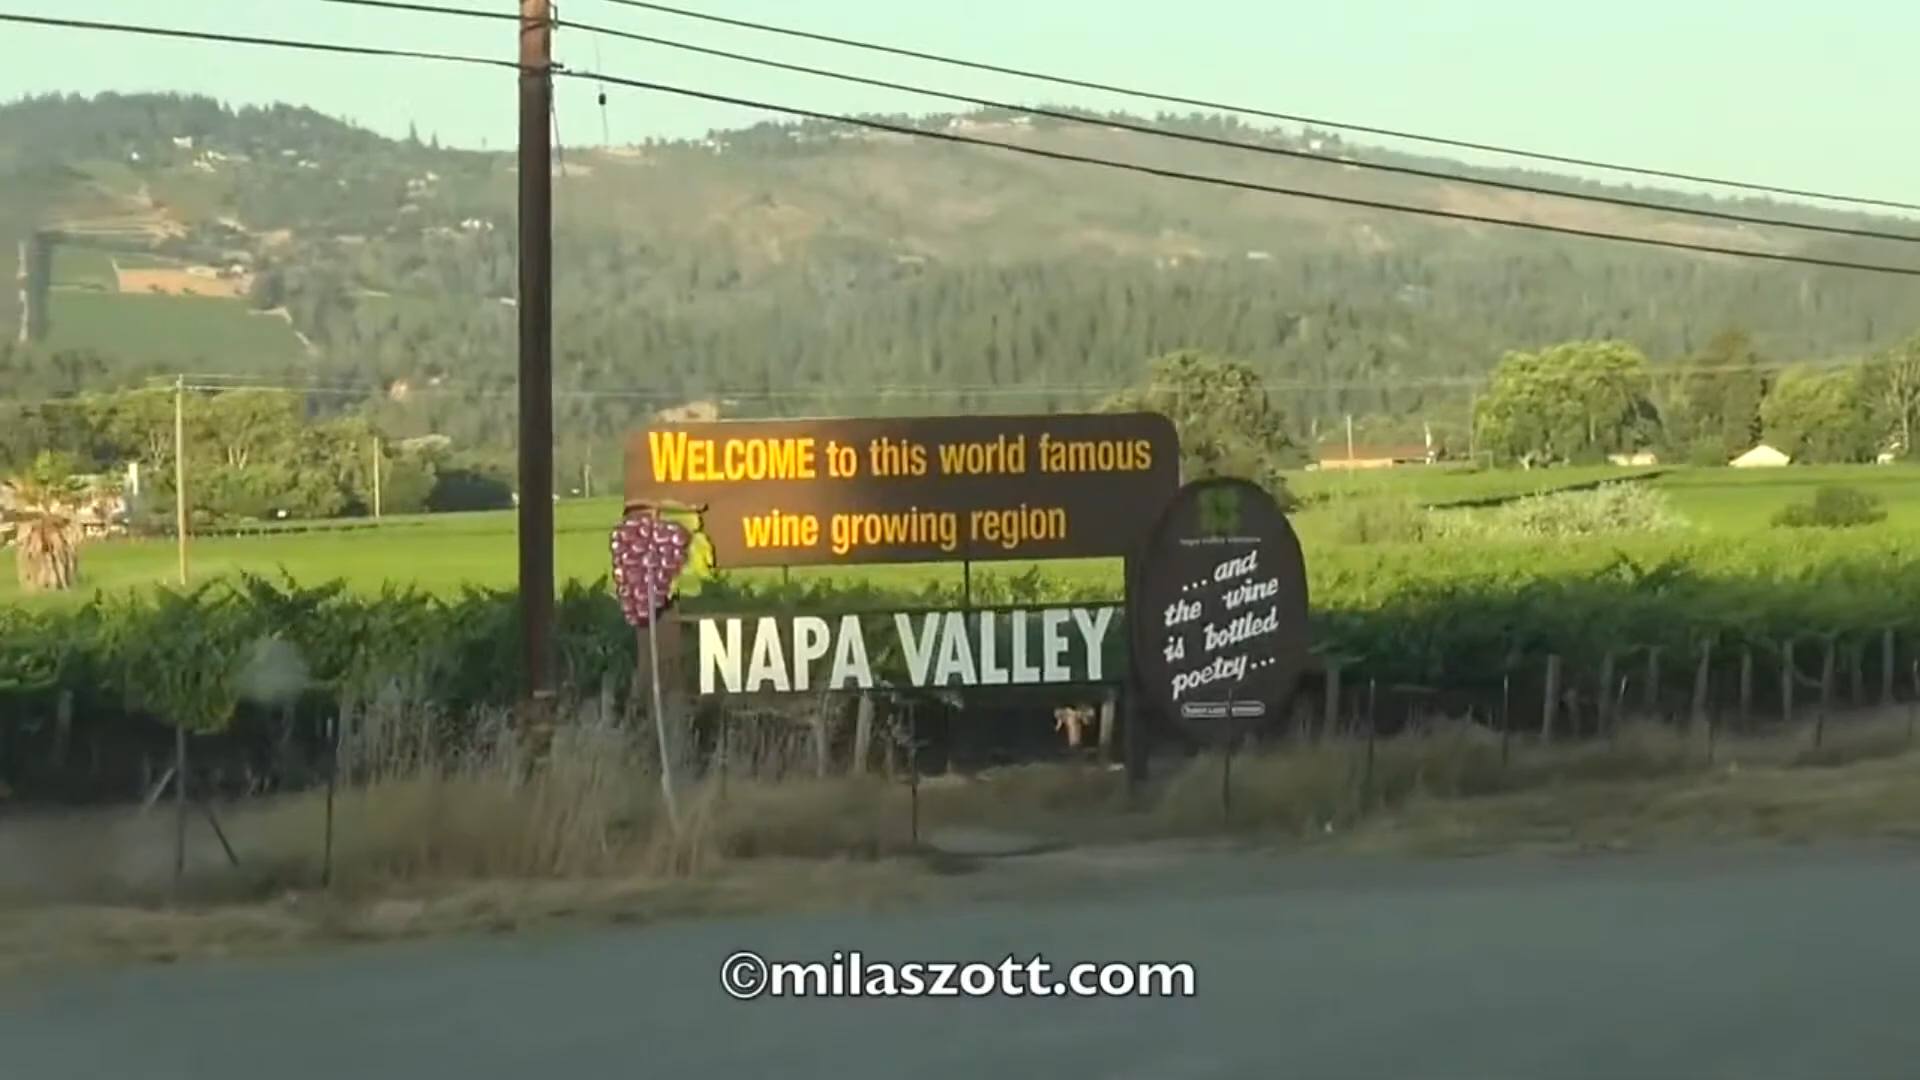 WELCOME to this world famous
wine growing region
NAPA VALLEY
...and
the wine
is bottled
poetry...
©milaszott.com